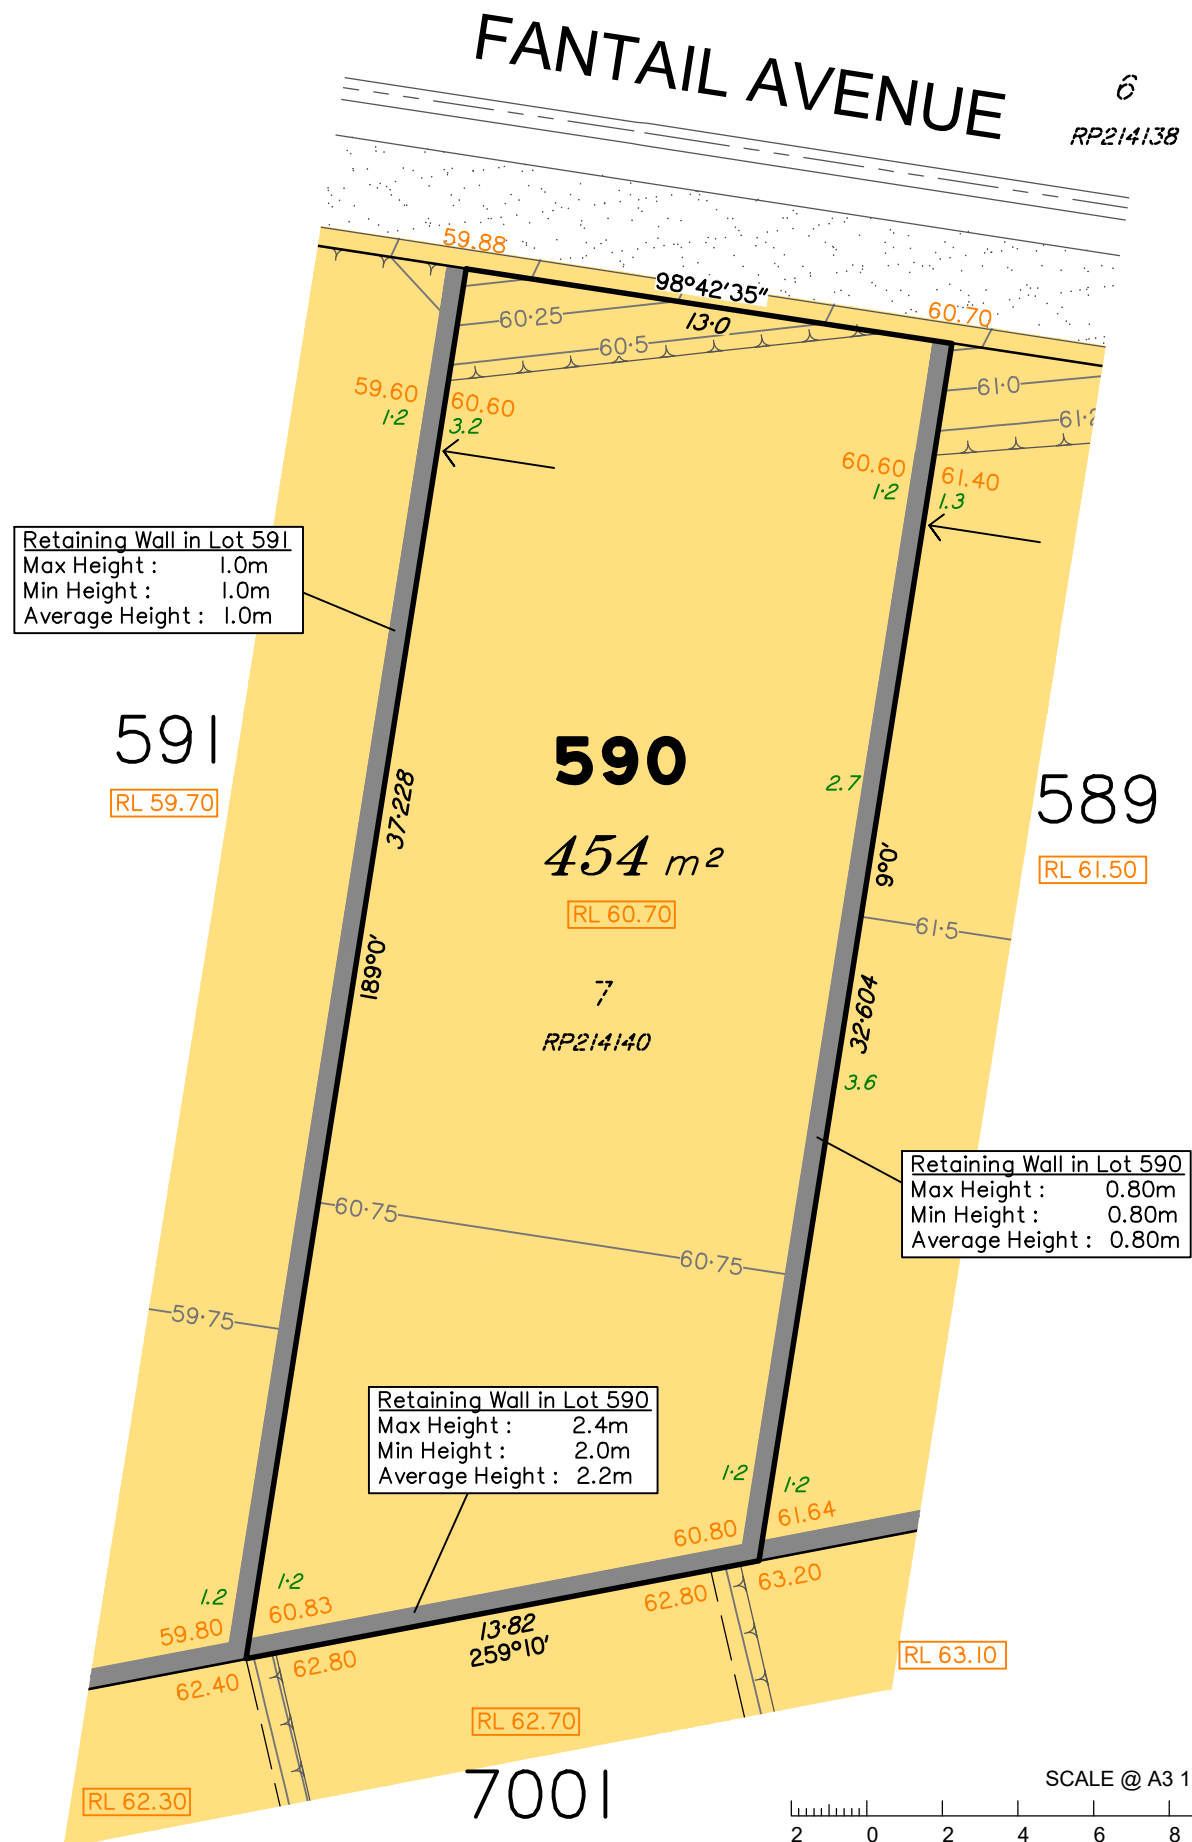 FANTAIL AVENUE
6
RP214138
59.88
98°42'35"
13·0
60.70
60·25
60·5
61·0
59.60
60.60
1·2
3.2
60.60
61.40
1·2
1.3
Retaining Wall in Lot 591
Max Height : 1.0m
Min Height : 1.0m
Average Height : 1.0m
591
RL 59.70
590
454 m²
RL 60.70
7
RP214140
37·228
189°0'
2.7
589
RL 61.50
9°0'
61·5
32·604
3.6
Retaining Wall in Lot 590
Max Height : 0.80m
Min Height : 0.80m
Average Height : 0.80m
60·75
60·75
59·75
Retaining Wall in Lot 590
Max Height : 2.4m
Min Height : 2.0m
Average Height : 2.2m
1·2
1·2
60.80
61.64
1.2
1·2
59.80
60.83
62.80
63.20
13·82
259°10'
62.40
62.80
RL 63.10
RL 62.70
RL 62.30
7001
SCALE @ A3 1
2 0 2 4 6 8